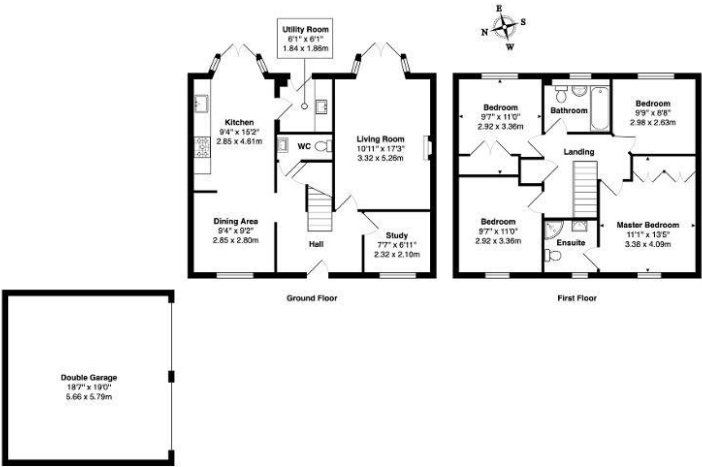 E
N
S
W
Utility Room
6'1" x 6'1"
1.84 x 1.86m
Kitchen
9'4" x 15'2"
2.85 x 4.61m
WC
Living Room
10'11" x 17'3"
3.32 x 5.26m
Dining Area
9'4" x 9'2"
2.85 x 2.80m
Hall
Study
7'7" x 6'11"
2.32 x 2.10m
Ground Floor
Bedroom
9'7" x 11'0"
2.92 x 3.36m
Bathroom
Bedroom
9'9" x 8'8"
2.98 x 2.63m
Landing
Bedroom
9'7" x 11'0"
2.92 x 3.36m
Ensuite
Master Bedroom
11'1" x 13'5"
3.38 x 4.09m
First Floor
Double Garage
18'7" x 19'0"
5.66 x 5.79m